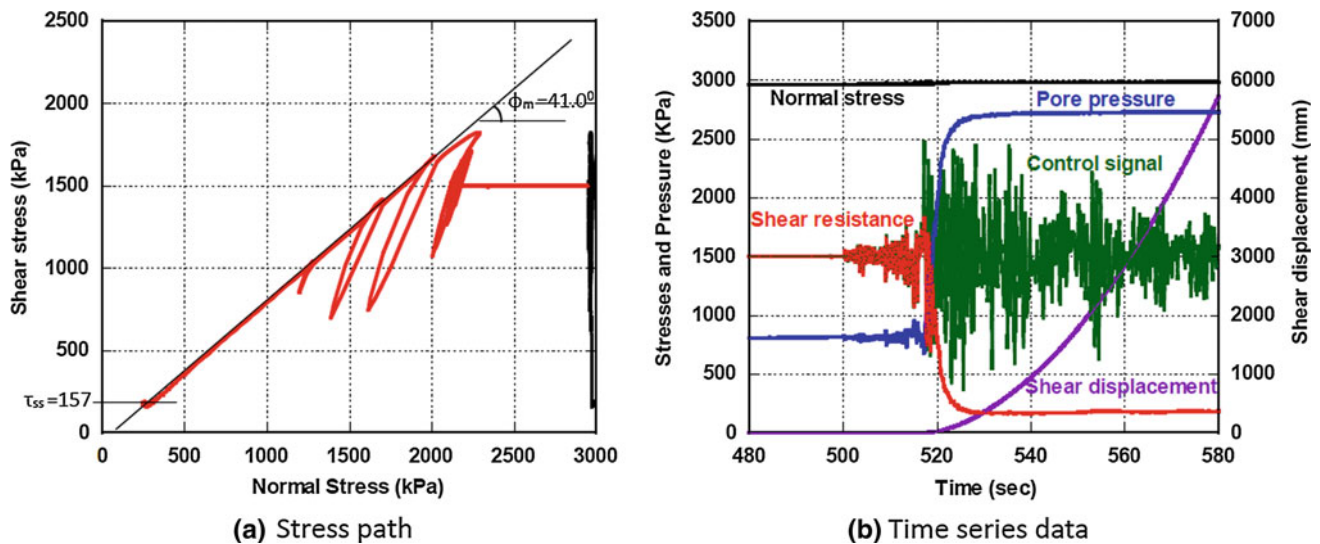 2500
2000
1500
1000
500
0
Shear stress (kPa)
ϕm=41.0⁰
τss=157
0 500 1000 1500 2000 2500 3000
Normal Stress (kPa)
(a) Stress path
3500
3000
2500
2000
1500
1000
500
0
Stresses and Pressure (KPa)
Normal stress
Pore pressure
Control signal
Shear resistance
Shear displacement
7000
6000
5000
4000
3000
2000
1000
0
Shear displacement (mm)
480 500 520 540 560 580
Time (sec)
(b) Time series data